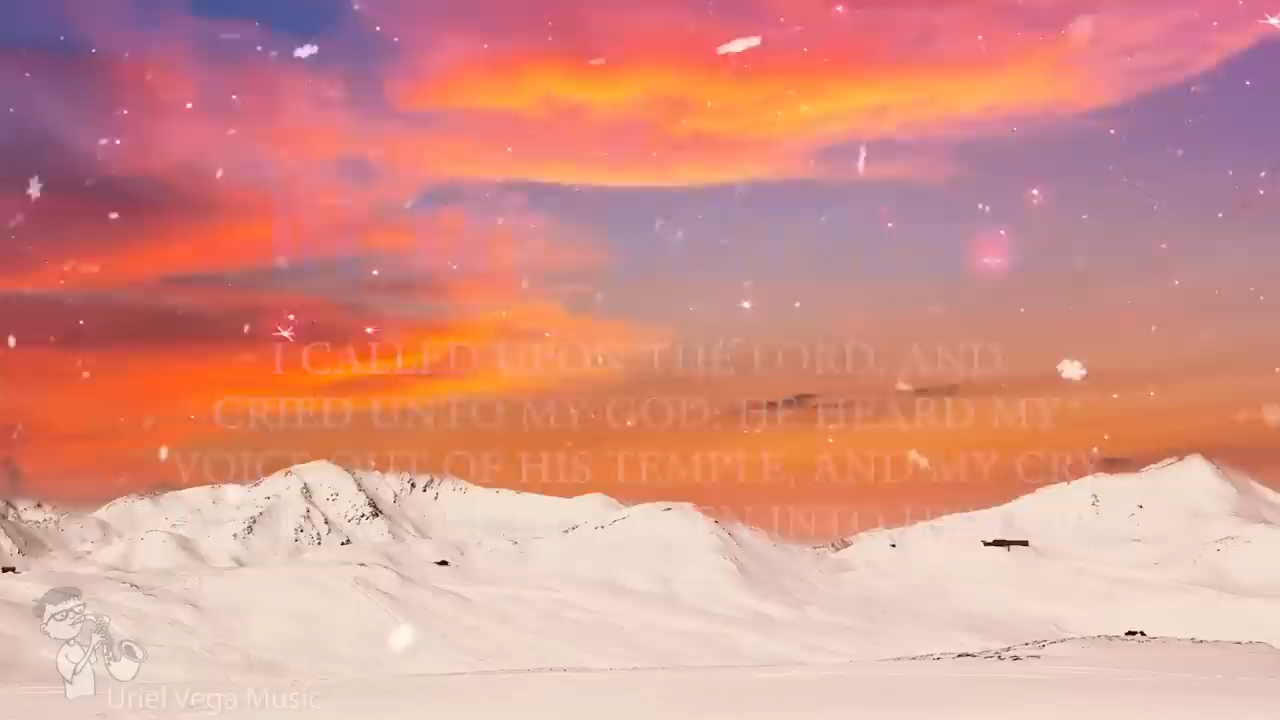 I CALLED UPON THE LORD, AND
CRIED UNTO MY GOD: HE HEARD MY
VOICE OUT OF HIS TEMPLE, AND MY CRY
INTO
Uriel Vega Music